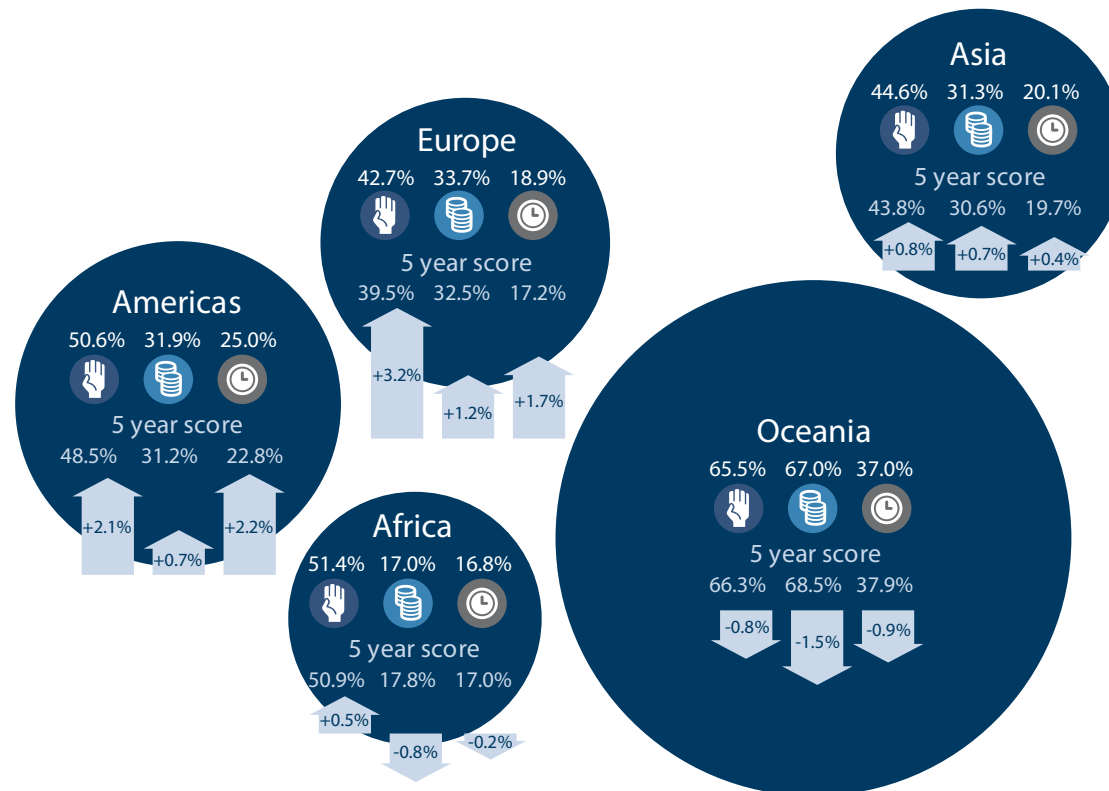 Asia
44.6% 31.3% 20.1%
5 year score
43.8% 30.6% 19.7%
+0.8% +0.7% +0.4%
Europe
42.7% 33.7% 18.9%
5 year score
39.5% 32.5% 17.2%
+3.2% +1.2% +1.7%
Americas
50.6% 31.9% 25.0%
5 year score
48.5% 31.2% 22.8%
+2.1% +0.7% +2.2%
Oceania
65.5% 67.0% 37.0%
5 year score
66.3% 68.5% 37.9%
-0.8% -1.5% -0.9%
Africa
51.4% 17.0% 16.8%
5 year score
50.9% 17.8% 17.0%
+0.5% -0.8% -0.2%